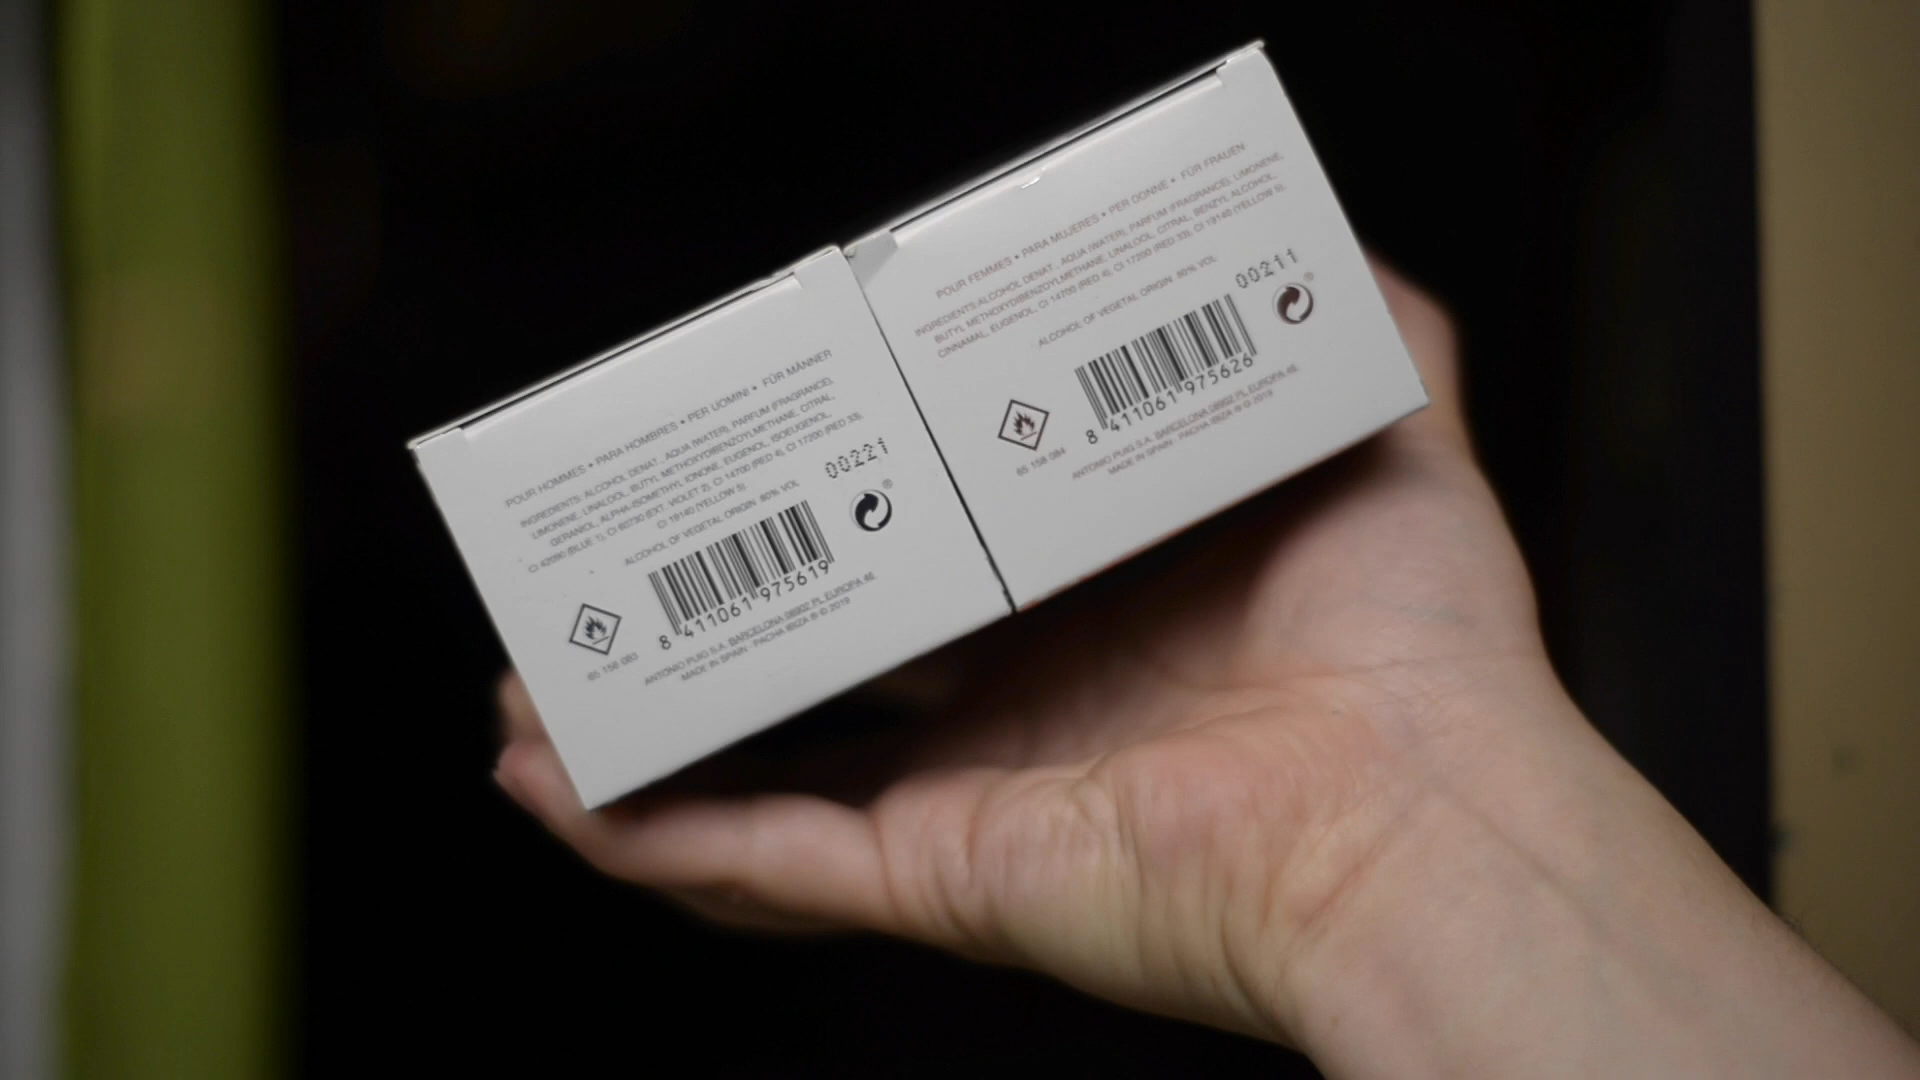 POUR HOMMES • PARA HOMBRES • PER UOMINI • FÜR MÄNNER
INGREDIENTS: ALCOHOL DENAT., AQUA (WATER), PARFUM (FRAGRANCE),
LIMONENE, LINALOOL, BUTYL METHOXYDIBENZOYLMETHANE, CITRAL,
GERANIOL, ALPHA-ISOMETHYL IONONE, EUGENOL, ISOEUGENOL,
CI 42090 (BLUE 1), CI 60730 (EXT. VIOLET 2), CI 14700 (RED 4), CI 17200 (RED 33),
CI 19140 (YELLOW 5).
ALCOHOL OF VEGETAL ORIGIN 80% VOL
00221
®
8 411061 975619
65 158 083
ANTONIO PUIG S.A. BARCELONA 08902 PL. EUROPA 46.
MADE IN SPAIN · PACHA IBIZA ® © 2019
POUR FEMMES • PARA MUJERES • PER DONNE • FÜR FRAUEN
INGREDIENTS: ALCOHOL DENAT., AQUA (WATER), PARFUM (FRAGRANCE), LIMONENE,
BUTYL METHOXYDIBENZOYLMETHANE, LINALOOL, CITRAL, BENZYL ALCOHOL,
CINNAMAL, EUGENOL, CI 14700 (RED 4), CI 17200 (RED 33), CI 19140 (YELLOW 5).
ALCOHOL OF VEGETAL ORIGIN 80% VOL
00211
®
8 411061 975626
65 158 084
ANTONIO PUIG S.A. BARCELONA 08902 PL. EUROPA 46.
MADE IN SPAIN · PACHA IBIZA ® © 2019